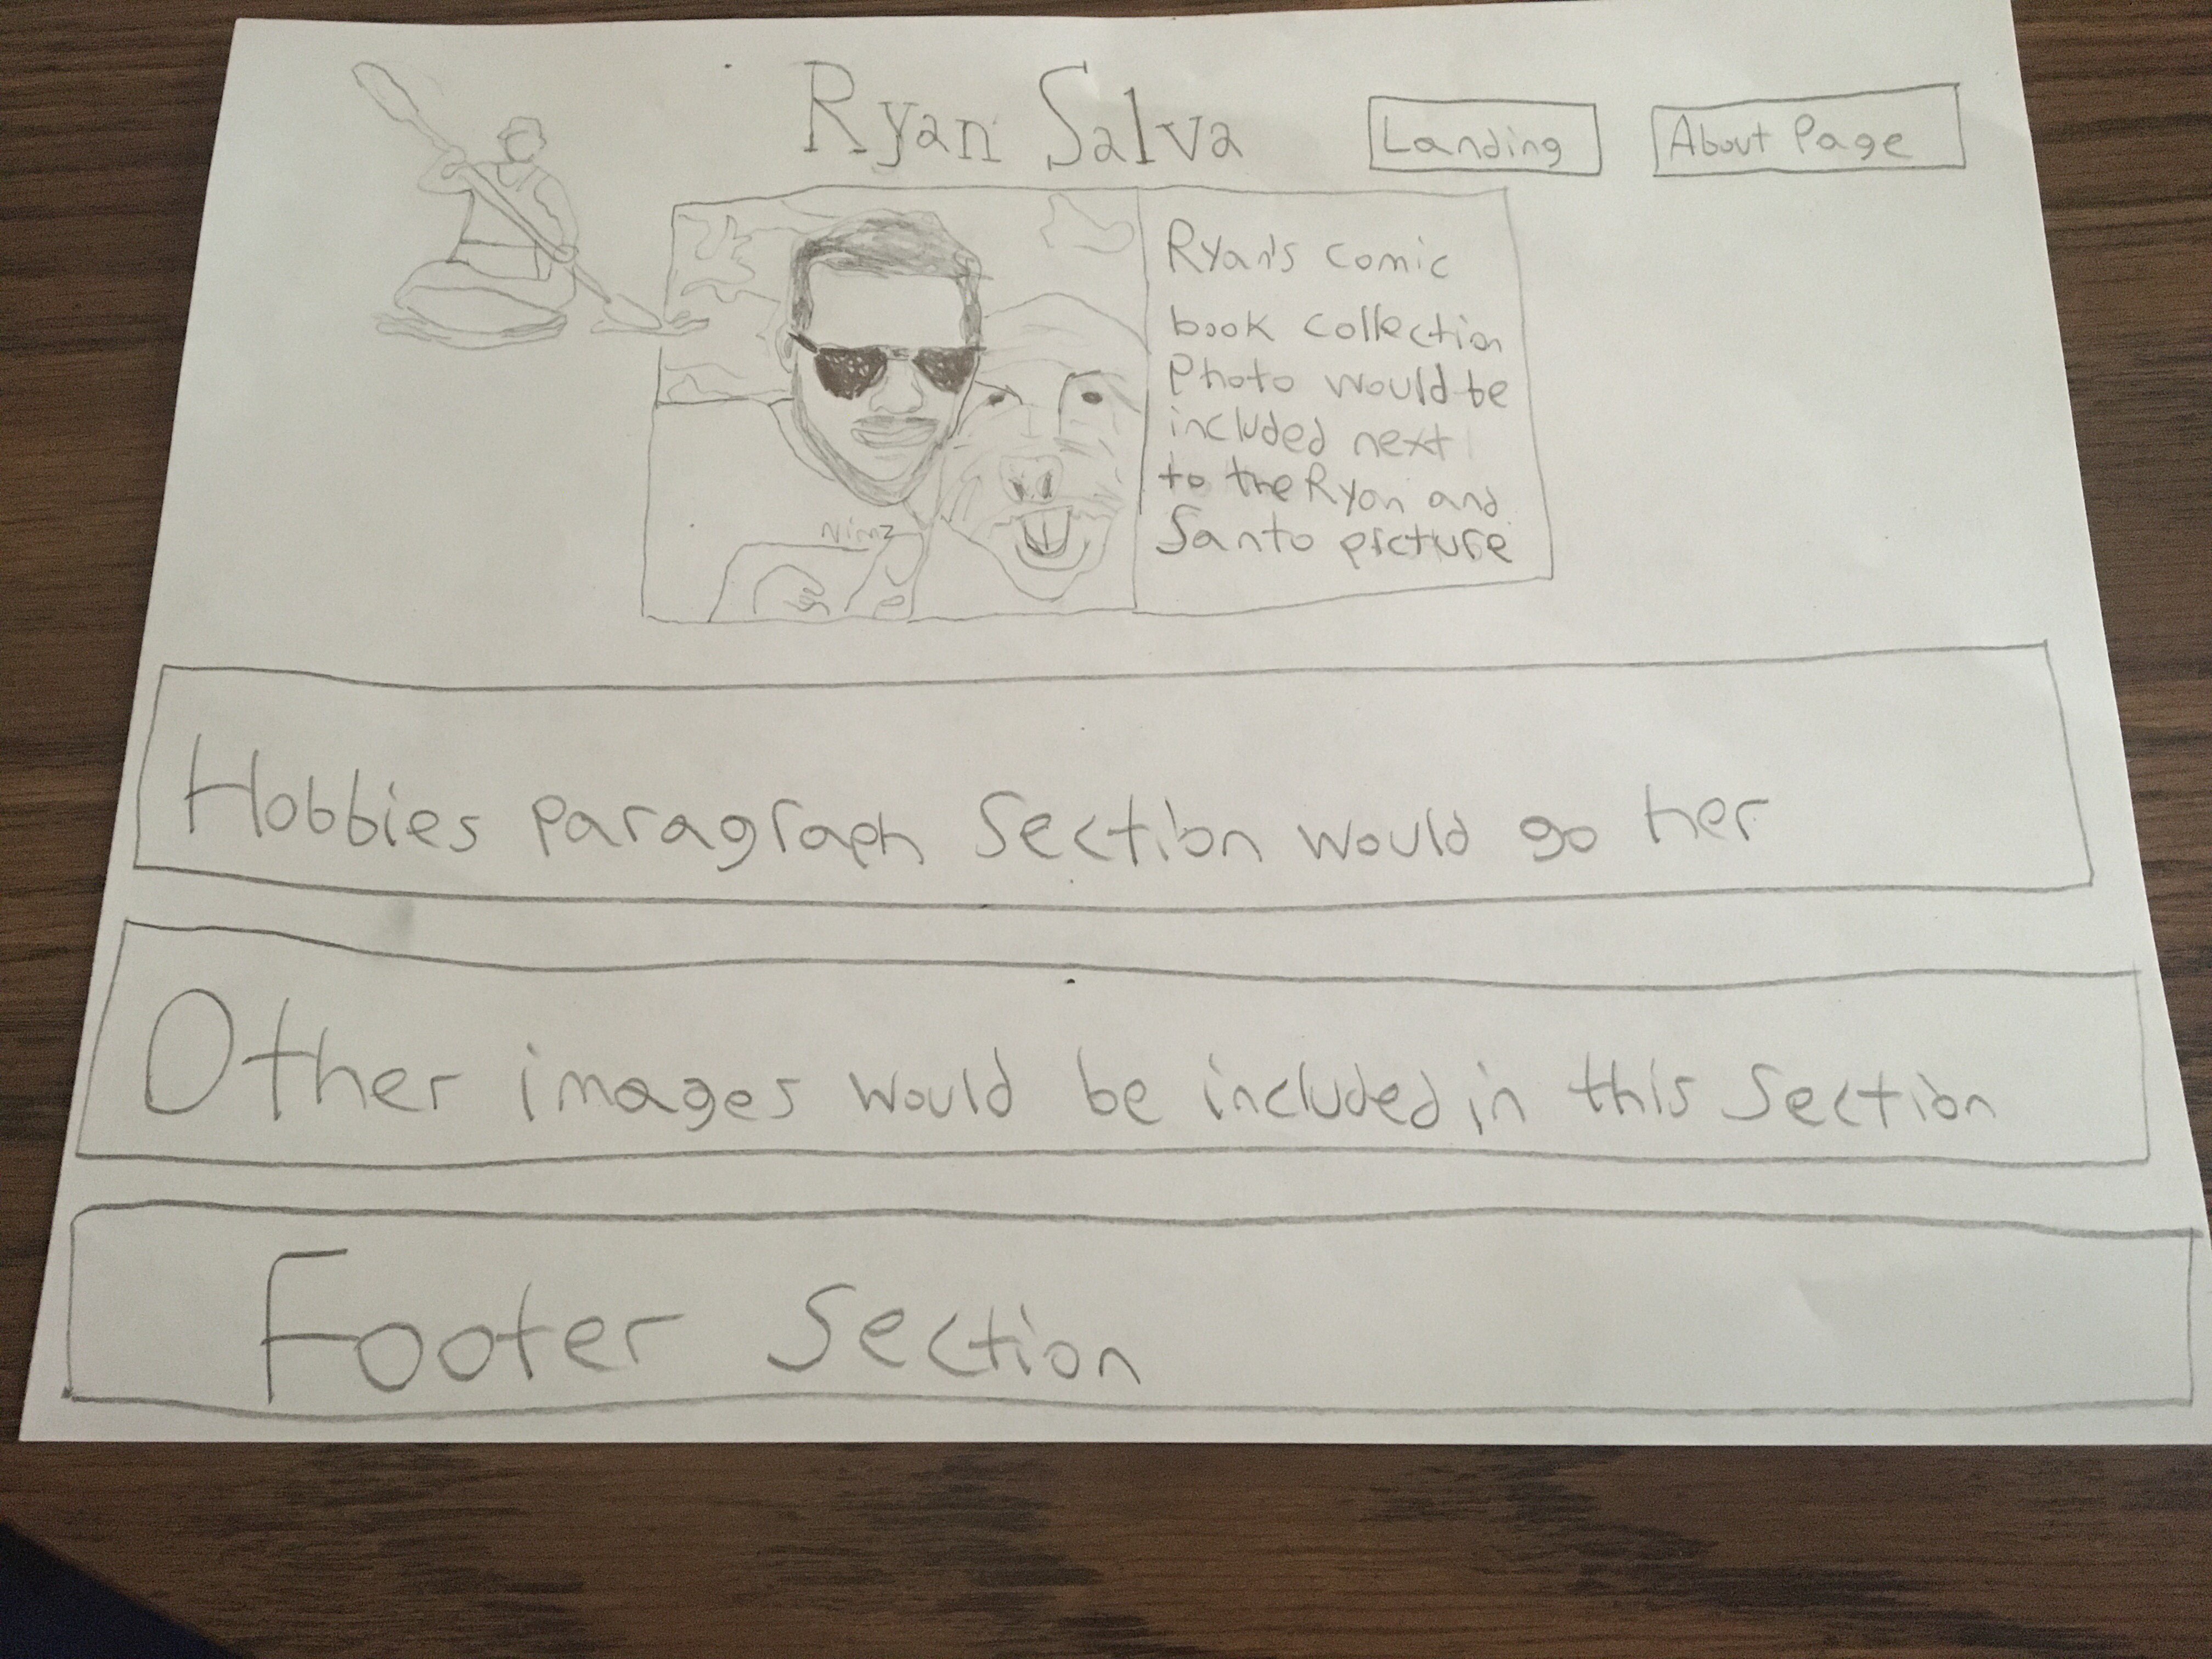 Ryan Salva
Landing
About Page
Ryan's comic
book collection
Photo would be
included next
to the Ryan and
Santo picture
Hobbies paragraph Section would go her
Other images would be included in this section
Footer Section